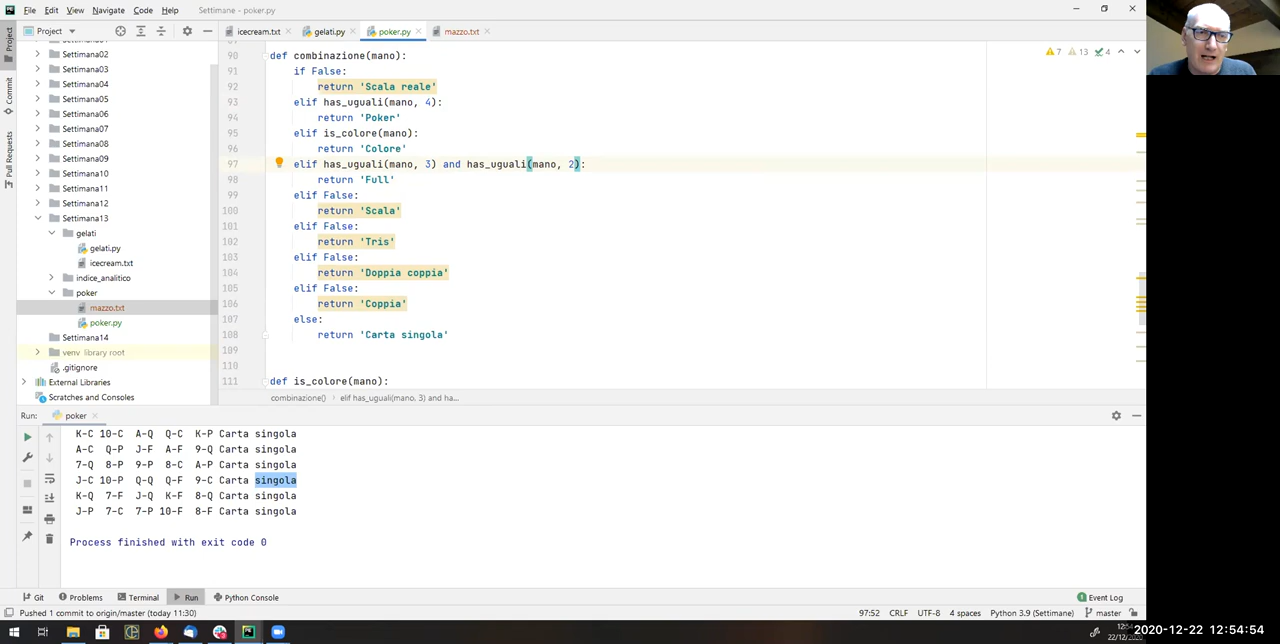 File Edit View Navigate Code Help Settimane - poker.py
Project
icecream.txt
gelati.py
poker.py
mazzo.txt
Project
Commit
Pull Requests
Settimana02
Settimana03
Settimana04
Settimana05
Settimana06
Settimana07
Settimana08
Settimana09
Settimana10
Settimana11
Settimana12
Settimana13
gelati
gelati.py
icecream.txt
indice_analitico
poker
mazzo.txt
poker.py
Settimana14
venv library root
.gitignore
External Libraries
Scratches and Consoles
7 13 4
90 def combinazione(mano):
91 if False:
92 return 'Scala reale'
93 elif has_uguali(mano, 4):
94 return 'Poker'
95 elif is_colore(mano):
96 return 'Colore'
97 elif has_uguali(mano, 3) and has_uguali(mano, 2):
98 return 'Full'
99 elif False:
100 return 'Scala'
101 elif False:
102 return 'Tris'
103 elif False:
104 return 'Doppia coppia'
105 elif False:
106 return 'Coppia'
107 else:
108 return 'Carta singola'
109
110
111 def is_colore(mano):
combinazione() elif has_uguali(mano, 3) and ha...
Run: poker
K-C 10-C A-Q Q-C K-P Carta singola
A-C Q-P J-F A-F 9-Q Carta singola
7-Q 8-P 9-P 8-C A-P Carta singola
J-C 10-P Q-Q Q-F 9-C Carta singola
K-Q 7-F J-Q K-F 8-Q Carta singola
J-P 7-C 7-P 10-F 8-F Carta singola
Process finished with exit code 0
Git Problems Terminal Run Python Console
Event Log
Pushed 1 commit to origin/master (today 11:30)
97:52 CRLF UTF-8 4 spaces Python 3.9 (Settimane) master
2020-12-22 12:54:54